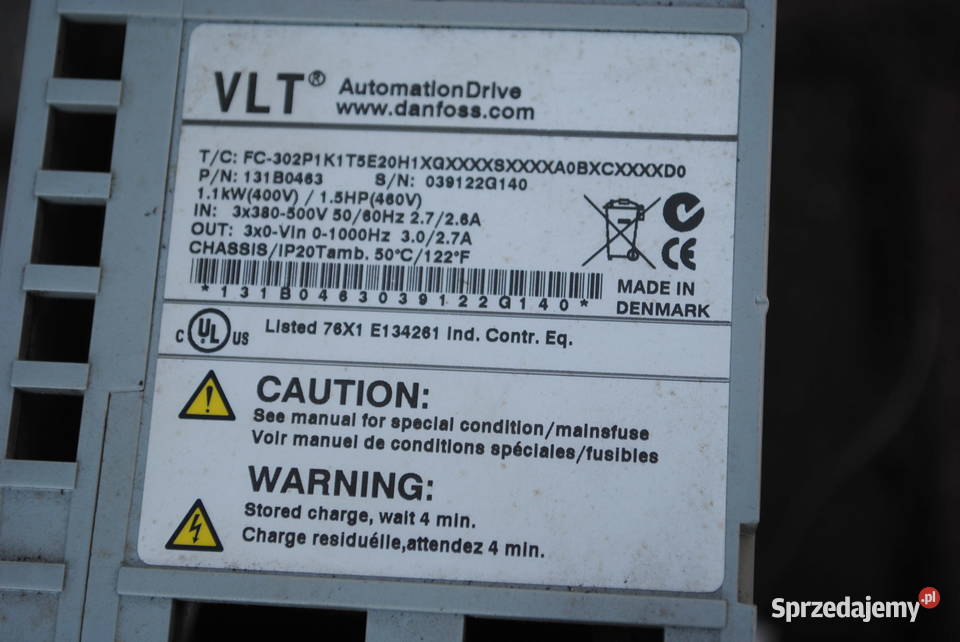 VLT® AutomationDrive
www.danfoss.com
T/C: FC-302P1K1T5E20H1XGXXXXSXXXXA0BXCXXXXD0
P/N: 131B0463 S/N: 039122G140
1.1kW(400V) / 1.5HP(460V)
IN: 3x380-500V 50/60Hz 2.7/2.6A
OUT: 3x0-Vin 0-1000Hz 3.0/2.7A
CHASSIS/IP20Tamb. 50°C/122°F
*131B0463039122G140*
CE
MADE IN
DENMARK
C UL US Listed 76X1 E134261 Ind. Contr. Eq.
CAUTION:
See manual for special condition/mainsfuse
Voir manuel de conditions spéciales/fusibles
WARNING:
Stored charge, wait 4 min.
Charge residuélle,attendez 4 min.
Sprzedajemy.pl